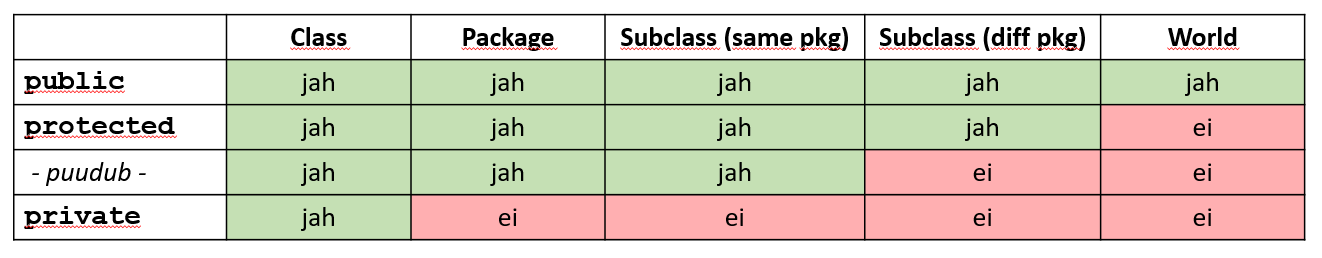 Class Package Subclass (same pkg) Subclass (diff pkg) World
public jah jah jah jah jah
protected jah jah jah jah ei
- puudub - jah jah jah ei ei
private jah ei ei ei ei